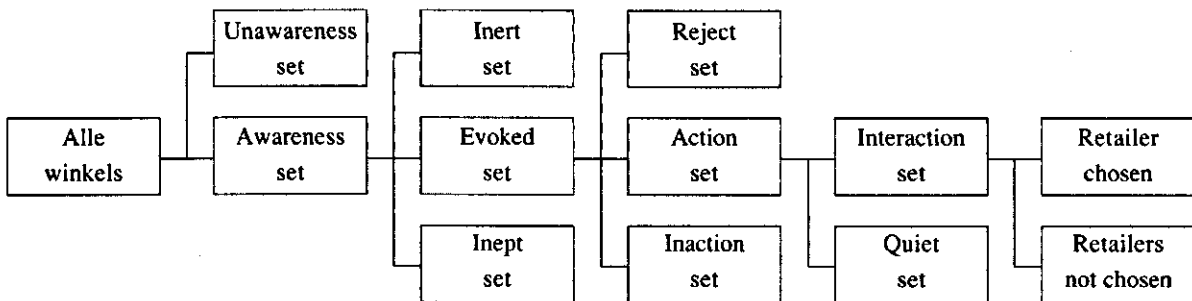 Unawareness
set
Inert
set
Reject
set
Alle
winkels
Awareness
set
Evoked
set
Action
set
Interaction
set
Retailer
chosen
Inept
set
Inaction
set
Quiet
set
Retailers
not chosen